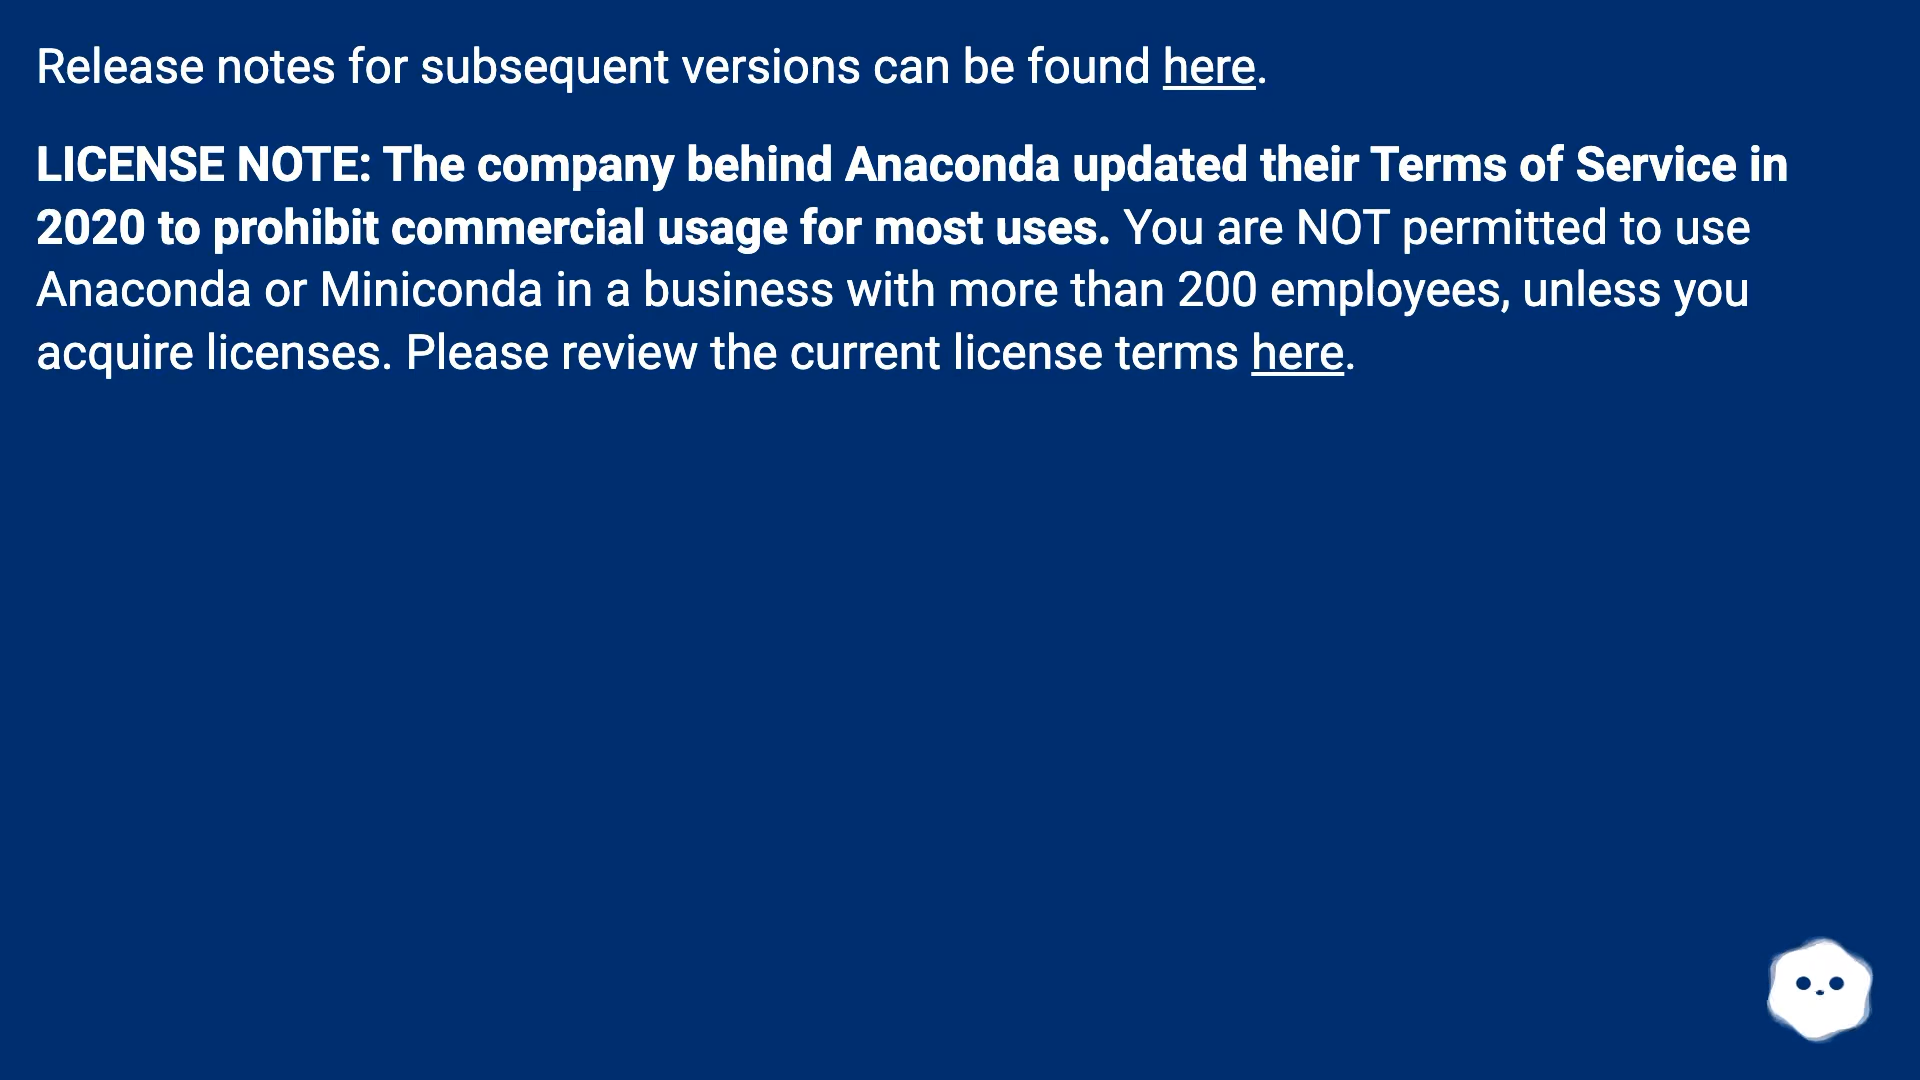 Release notes for subsequent versions can be found here.
LICENSE NOTE: The company behind Anaconda updated their Terms of Service in
2020 to prohibit commercial usage for most uses. You are NOT permitted to use
Anaconda or Miniconda in a business with more than 200 employees, unless you
acquire licenses. Please review the current license terms here.